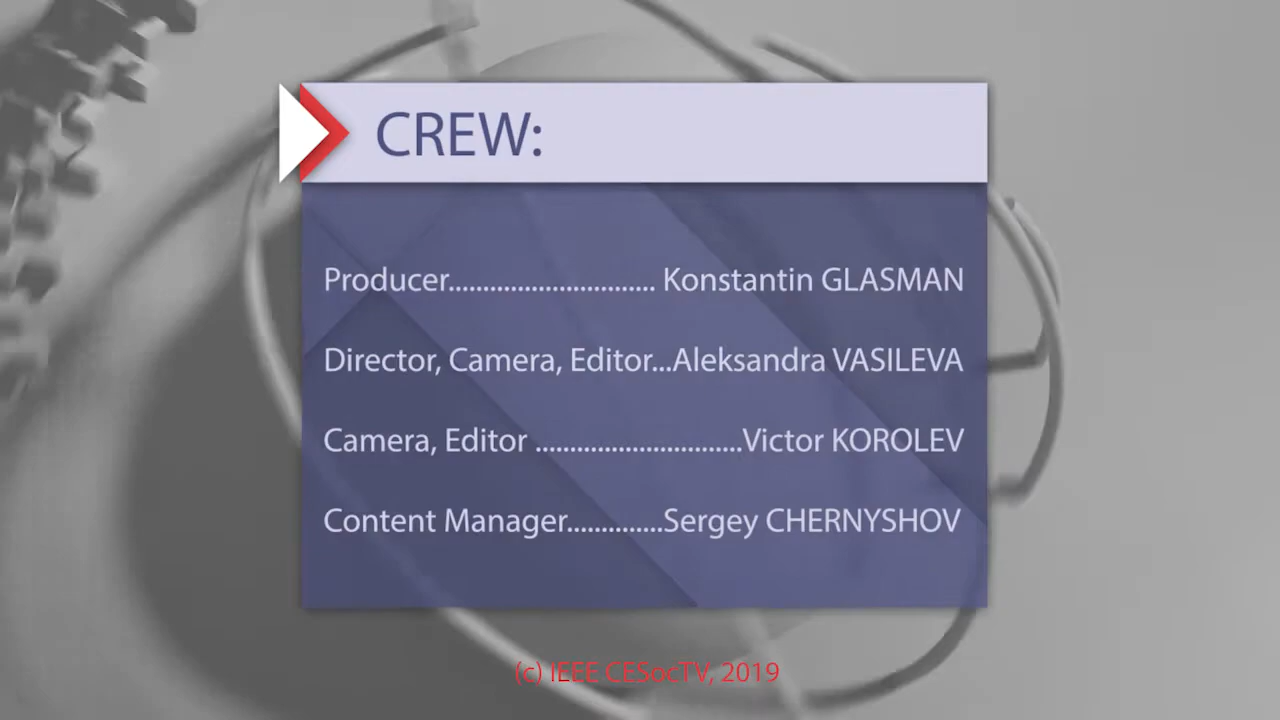 CREW:
Producer.............................. Konstantin GLASMAN
Director, Camera, Editor...Aleksandra VASILEVA
Camera, Editor ..............................Victor KOROLEV
Content Manager..............Sergey CHERNYSHOV
(c) IEEE CESocTV, 2019